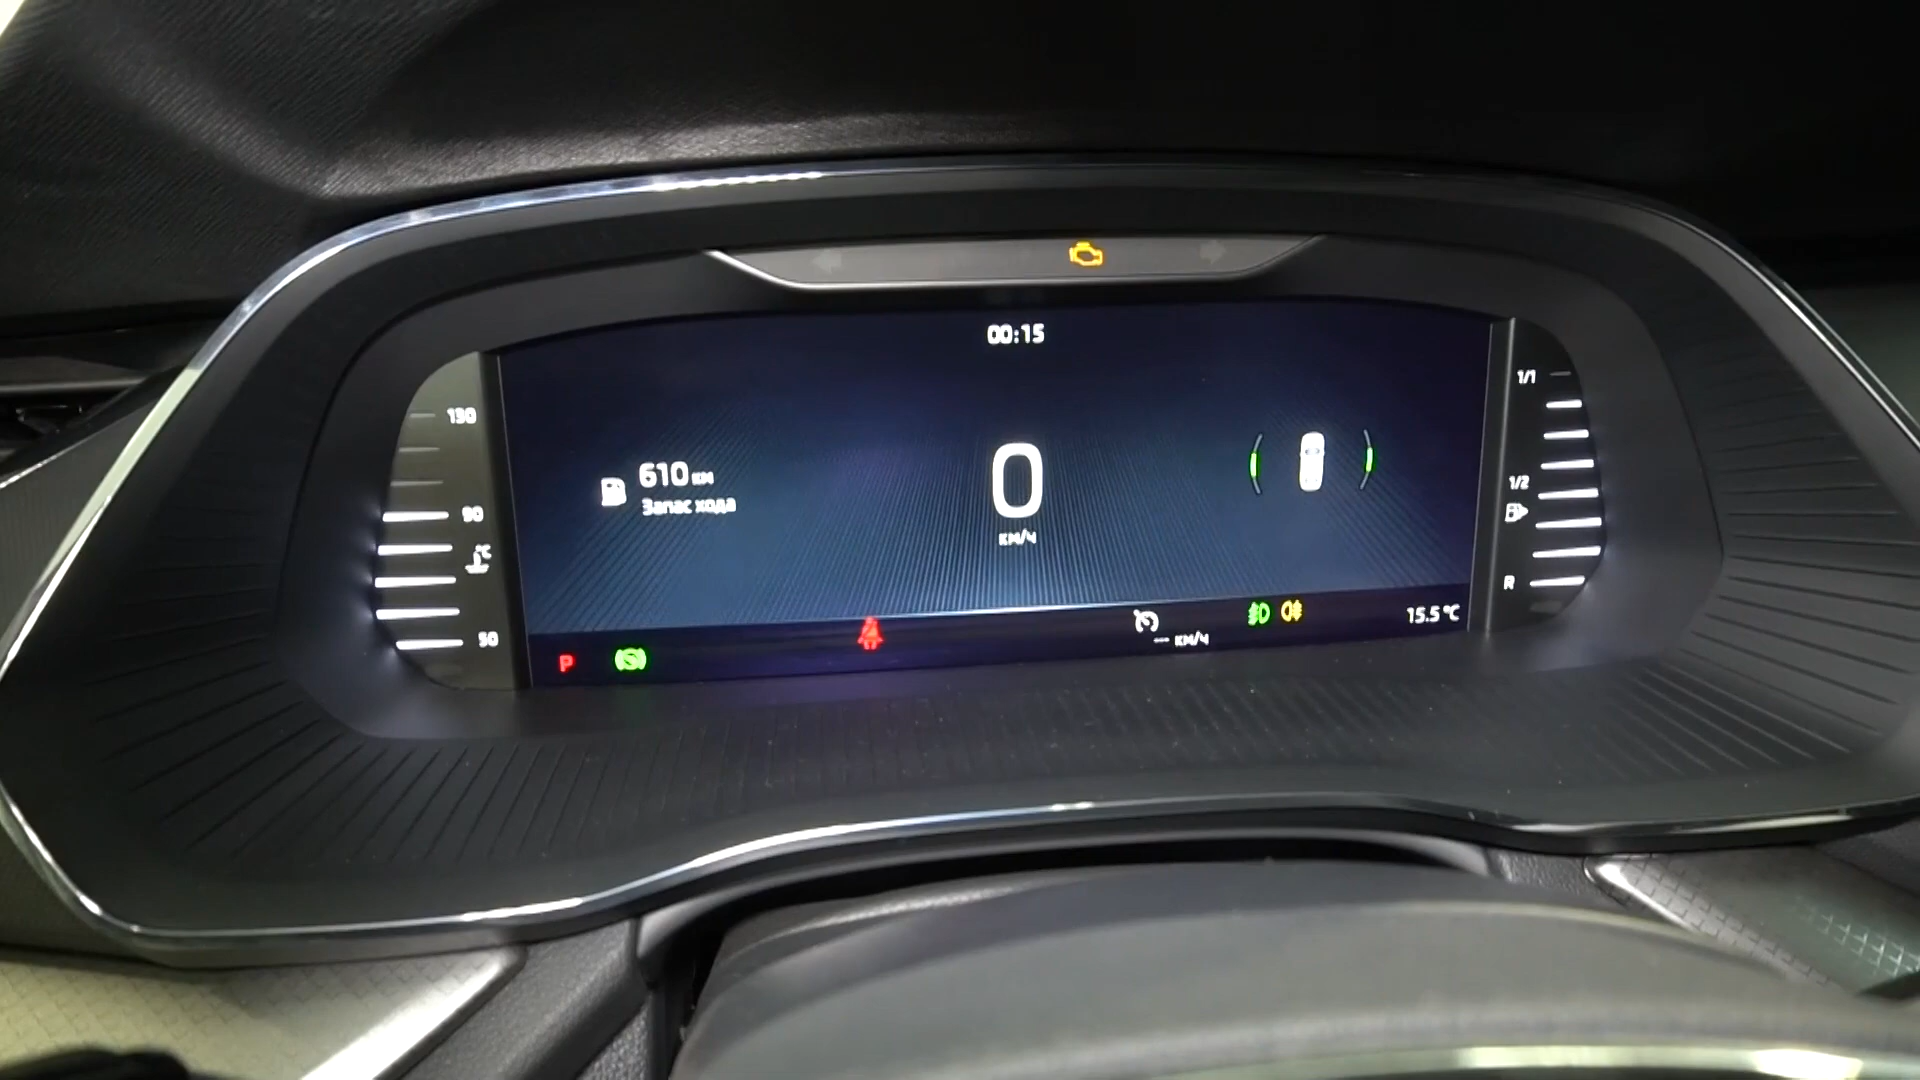 00:15
130
90
°C
50
610 км
Запас хода
0
км/ч
1/1
1/2
R
P
--- км/ч
15.5 °C